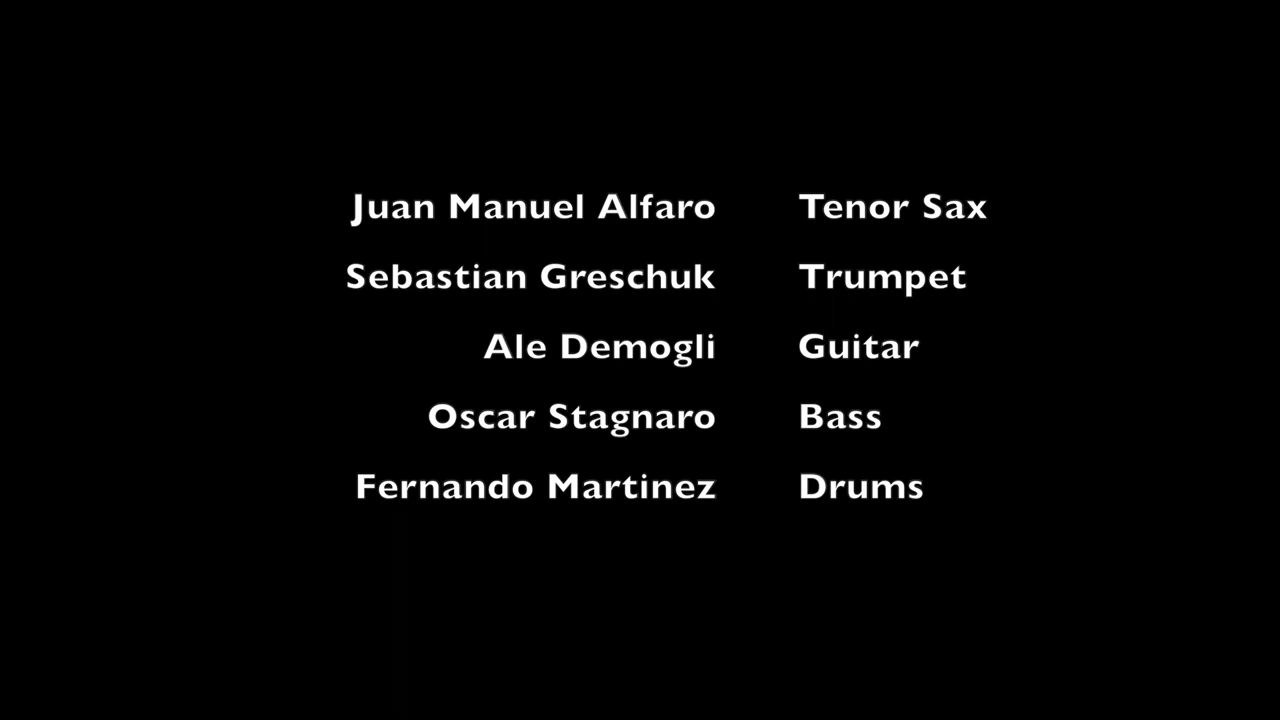 Juan Manuel Alfaro Tenor Sax
Sebastian Greschuk Trumpet
Ale Demogli Guitar
Oscar Stagnaro Bass
Fernando Martinez Drums